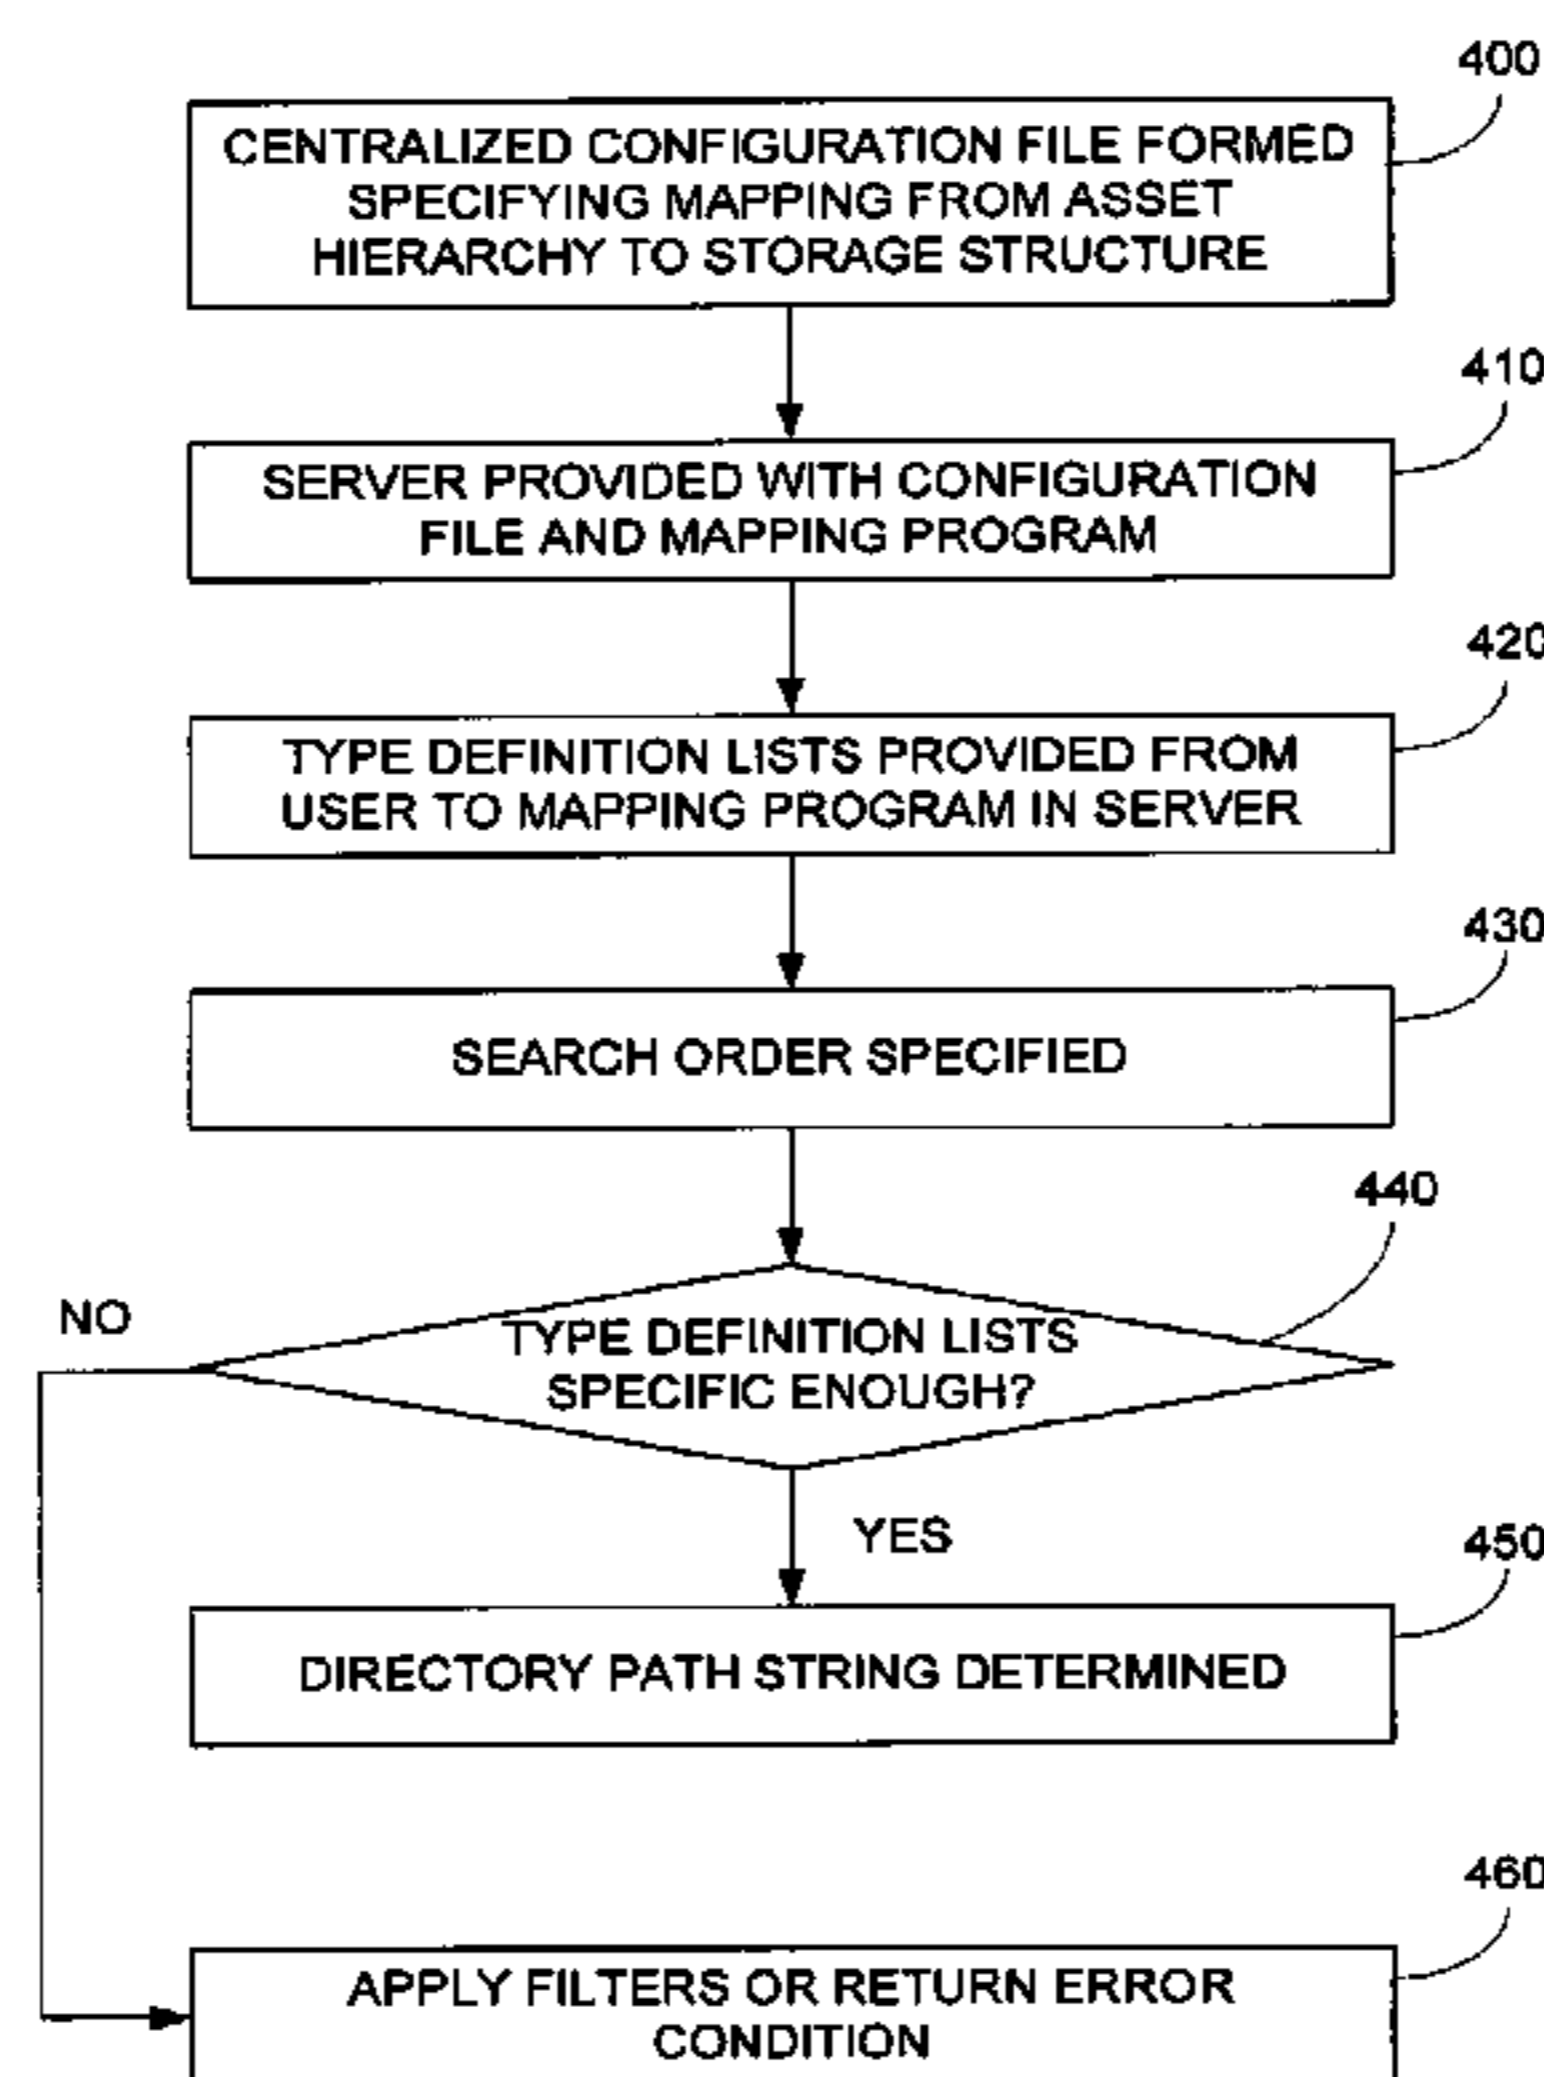 400
CENTRALIZED CONFIGURATION FILE FORMED
SPECIFYING MAPPING FROM ASSET
HIERARCHY TO STORAGE STRUCTURE
410
SERVER PROVIDED WITH CONFIGURATION
FILE AND MAPPING PROGRAM
420
TYPE DEFINITION LISTS PROVIDED FROM
USER TO MAPPING PROGRAM IN SERVER
430
SEARCH ORDER SPECIFIED
440
NO
TYPE DEFINITION LISTS
SPECIFIC ENOUGH?
YES
450
DIRECTORY PATH STRING DETERMINED
460
APPLY FILTERS OR RETURN ERROR
CONDITION